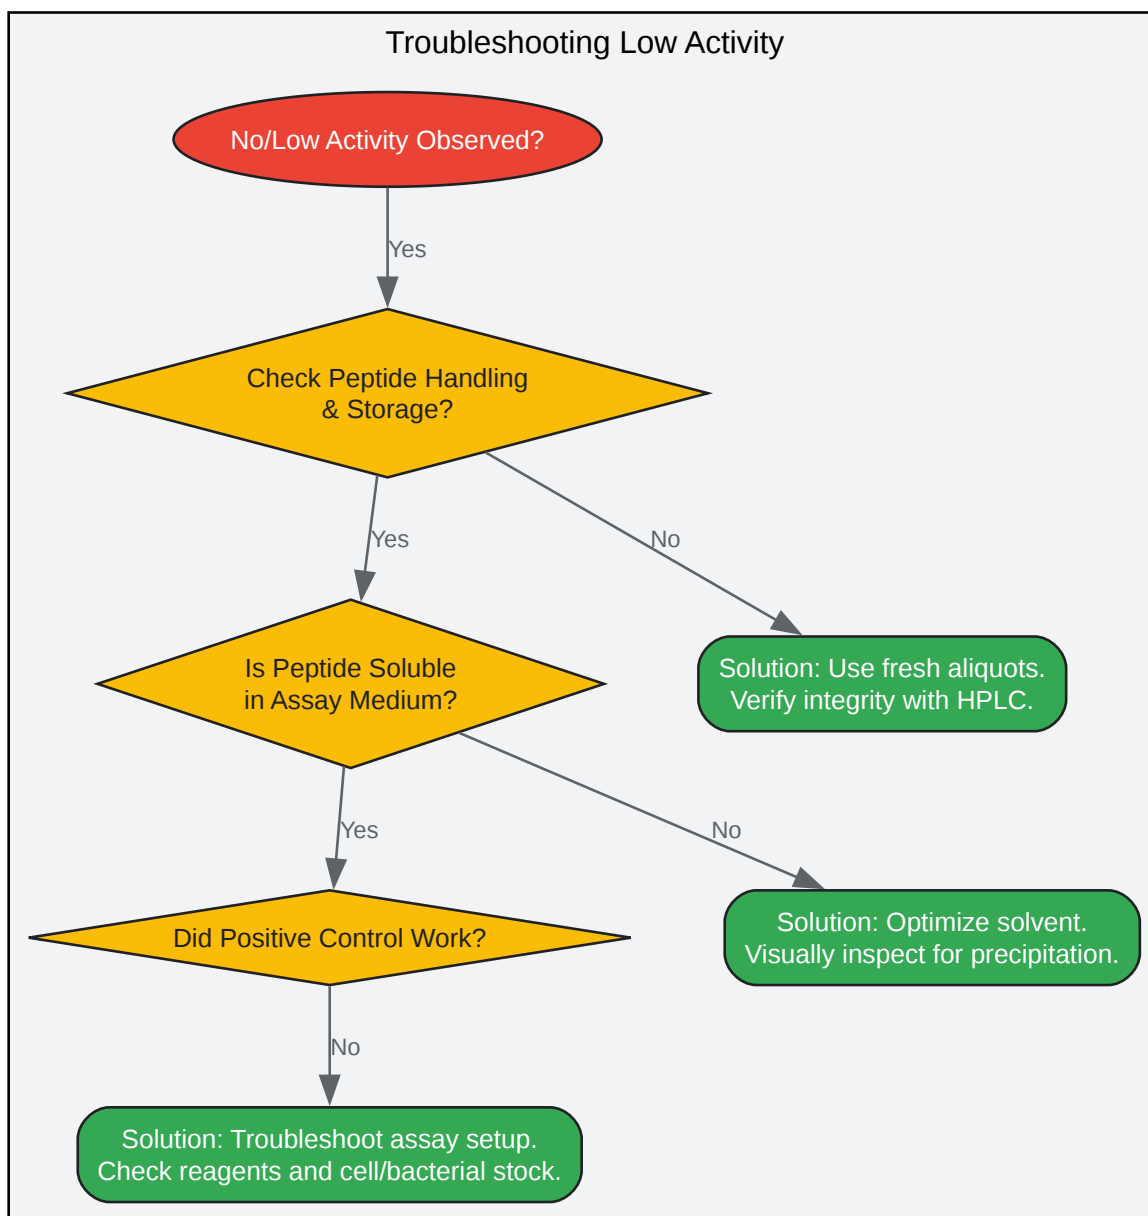 Troubleshooting Low Activity
No/Low Activity Observed?
Yes
Check Peptide Handling
& Storage?
Yes
No
Is Peptide Soluble
in Assay Medium?
Solution: Use fresh aliquots.
Verify integrity with HPLC.
Yes
No
Did Positive Control Work?
Solution: Optimize solvent.
Visually inspect for precipitation.
No
Solution: Troubleshoot assay setup.
Check reagents and cell/bacterial stock.